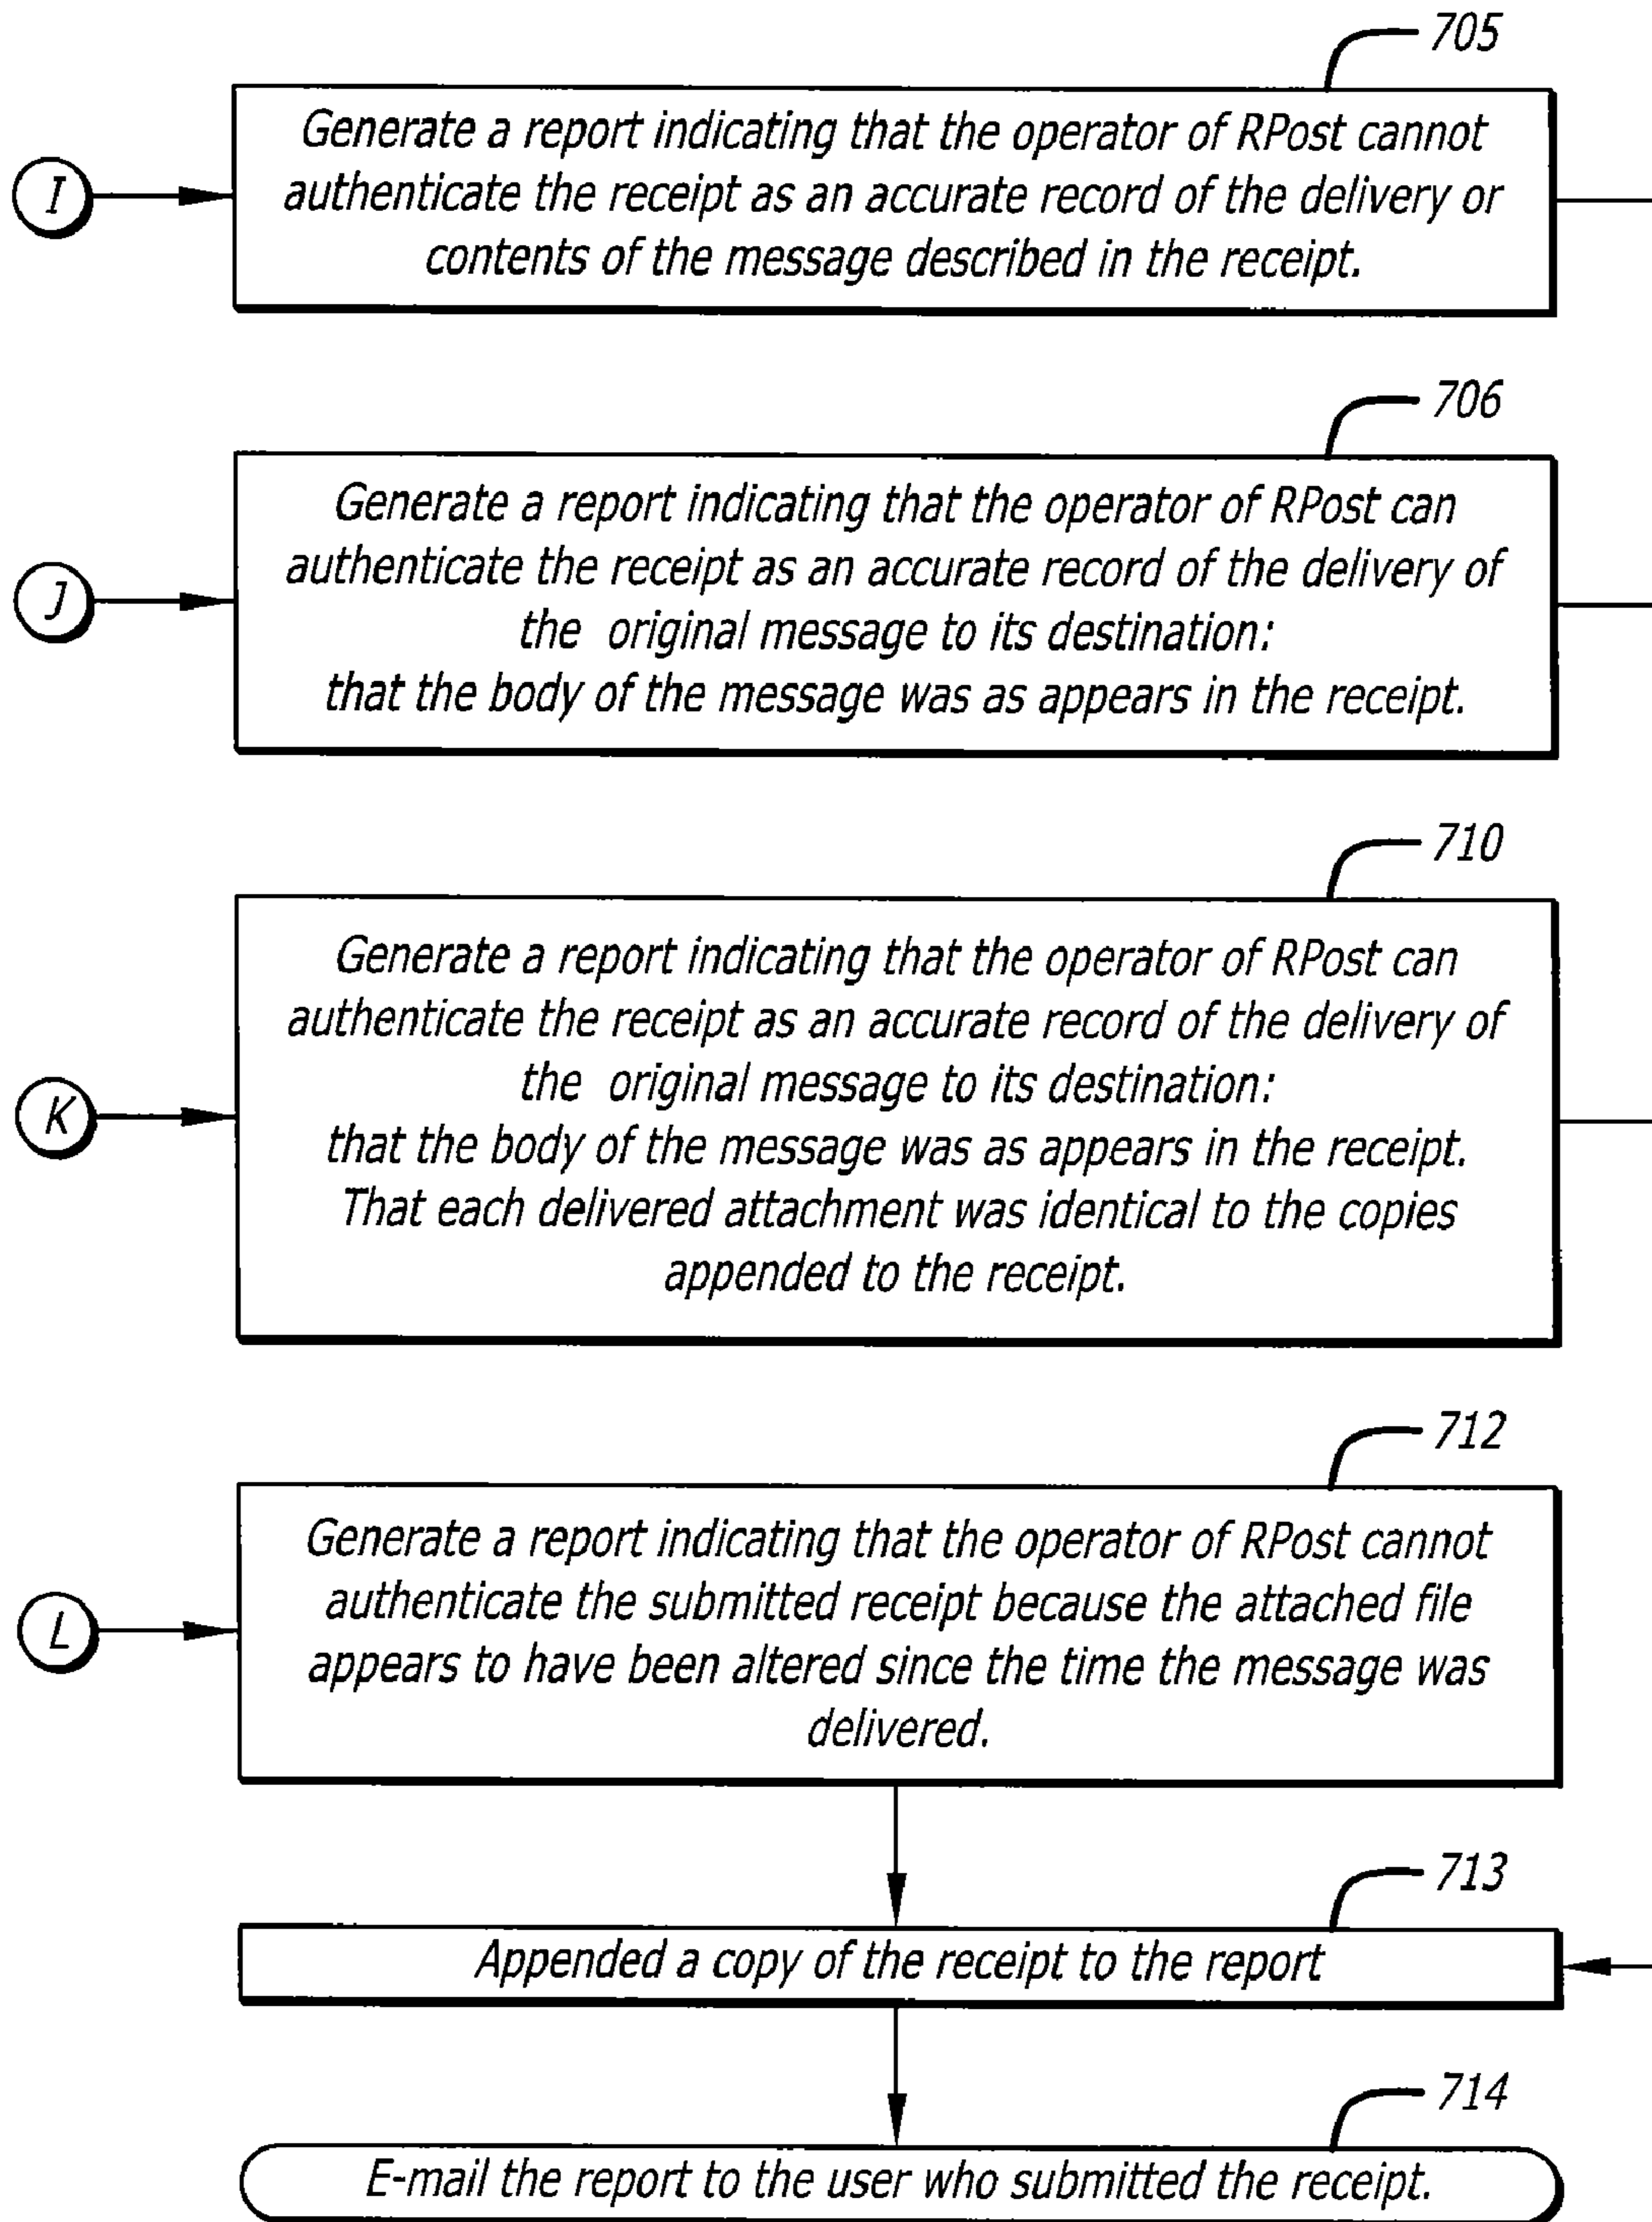 705
Generate a report indicating that the operator of RPost cannot
authenticate the receipt as an accurate record of the delivery or
contents of the message described in the receipt.
I
706
Generate a report indicating that the operator of RPost can
authenticate the receipt as an accurate record of the delivery of
the original message to its destination:
that the body of the message was as appears in the receipt.
J
710
Generate a report indicating that the operator of RPost can
authenticate the receipt as an accurate record of the delivery of
the original message to its destination:
that the body of the message was as appears in the receipt.
That each delivered attachment was identical to the copies
appended to the receipt.
K
712
Generate a report indicating that the operator of RPost cannot
authenticate the submitted receipt because the attached file
appears to have been altered since the time the message was
delivered.
L
713
Appended a copy of the receipt to the report
714
E-mail the report to the user who submitted the receipt.